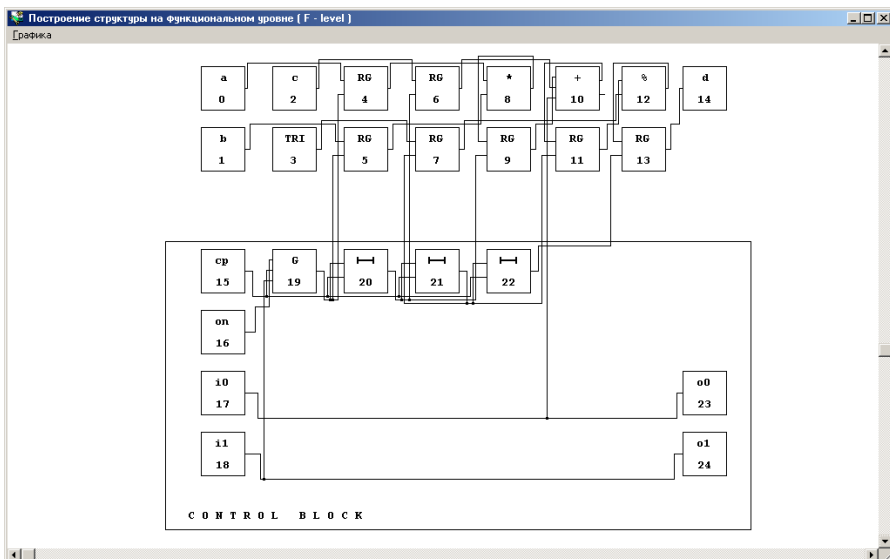 Построение структуры на функциональном уровне ( F - level )
Графика
a c RG RG * + % d
0 2 4 6 8 10 12 14
b TRI RG RG RG RG RG
1 3 5 7 9 11 13
cp G
15 19 20 21 22
on
16
i0 o0
17 23
i1 o1
18 24
CONTROL BLOCK